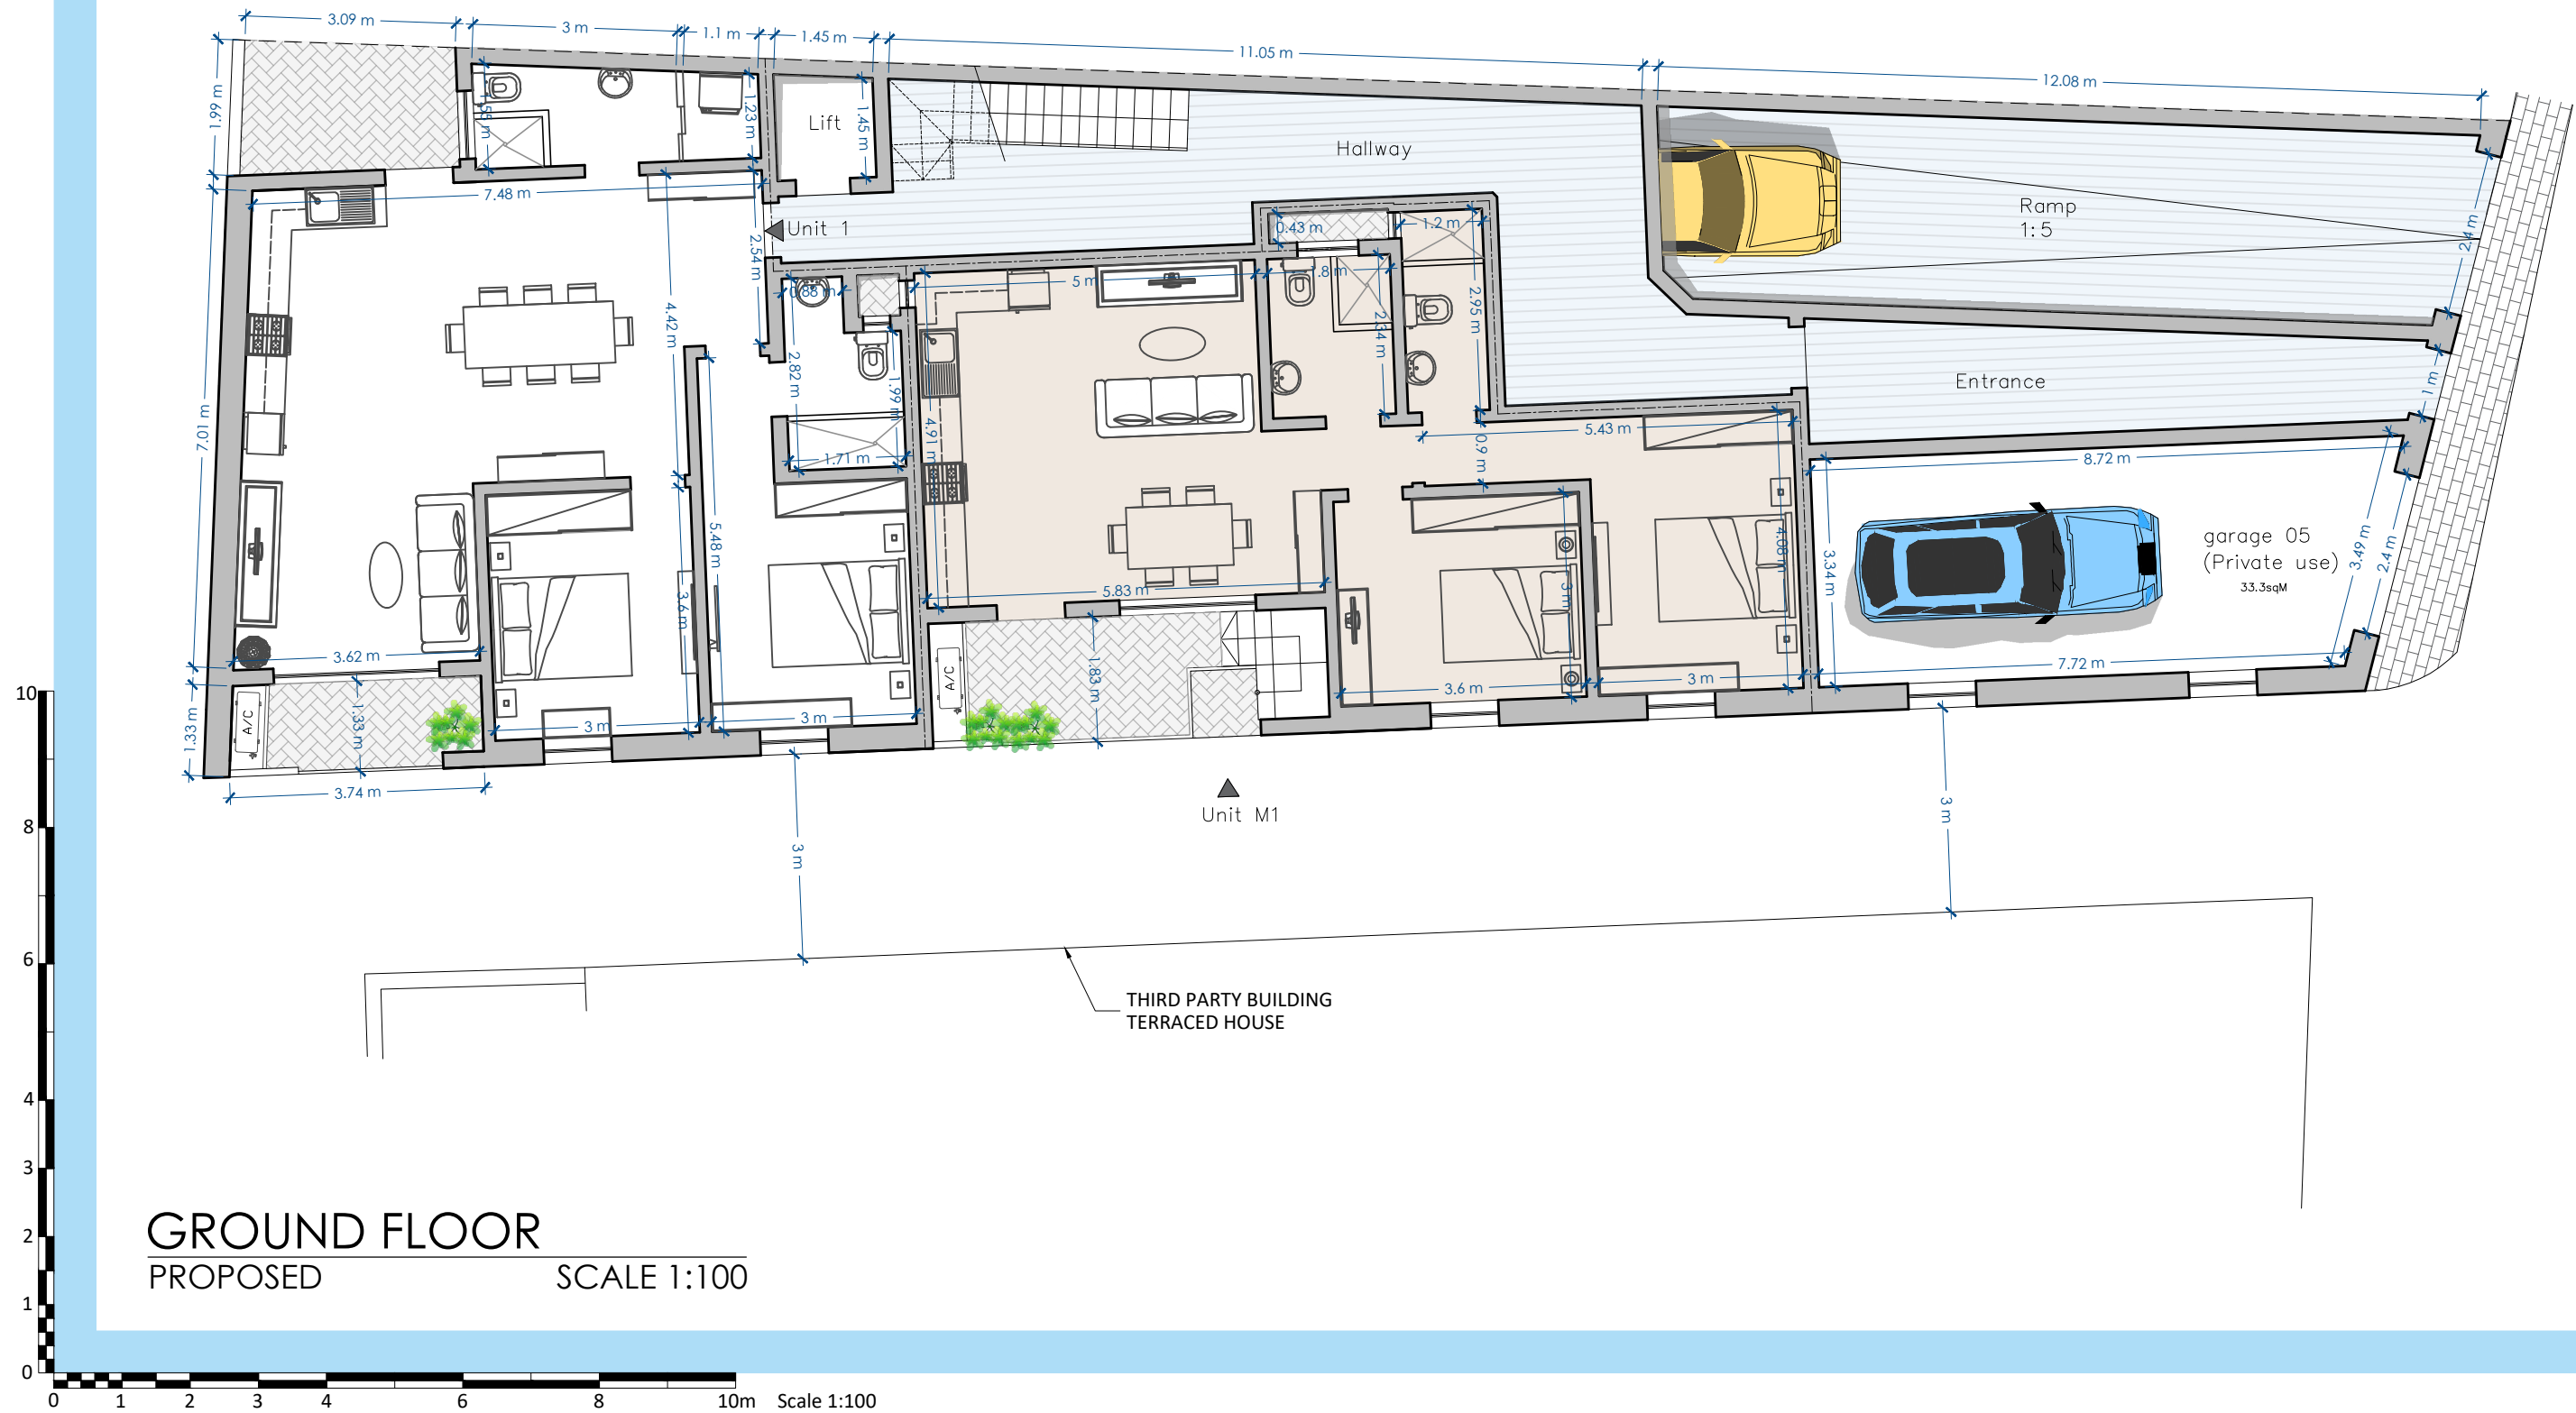 3.09 m
3 m
1.1 m
1.45 m
11.05 m
12.08 m
1.99 m
1.23 m
1.45 m
Lift
Hallway
Ramp
1:5
7.48 m
Unit 1
0.43 m
1.2 m
2.4 m
2.54 m
0.88 m
5 m
4.42 m
2.82 m
2.34 m
2.95 m
1.99 m
Entrance
1 m
7.01 m
4.91 m
1.71 m
0.9 m
5.43 m
8.72 m
5.48 m
4.08 m
garage 05
(Private use)
33.3sqM
3.49 m
2.4 m
3.34 m
3.6 m
5.83 m
3 m
3.62 m
A/C
1.83 m
3.6 m
3 m
7.72 m
1.33 m
A/C
1.33 m
3 m
3 m
3.74 m
Unit M1
3 m
3 m
THIRD PARTY BUILDING
TERRACED HOUSE
GROUND FLOOR
PROPOSED SCALE 1:100
10
8
6
4
3
2
1
0
0 1 2 3 4 6 8 10m Scale 1:100